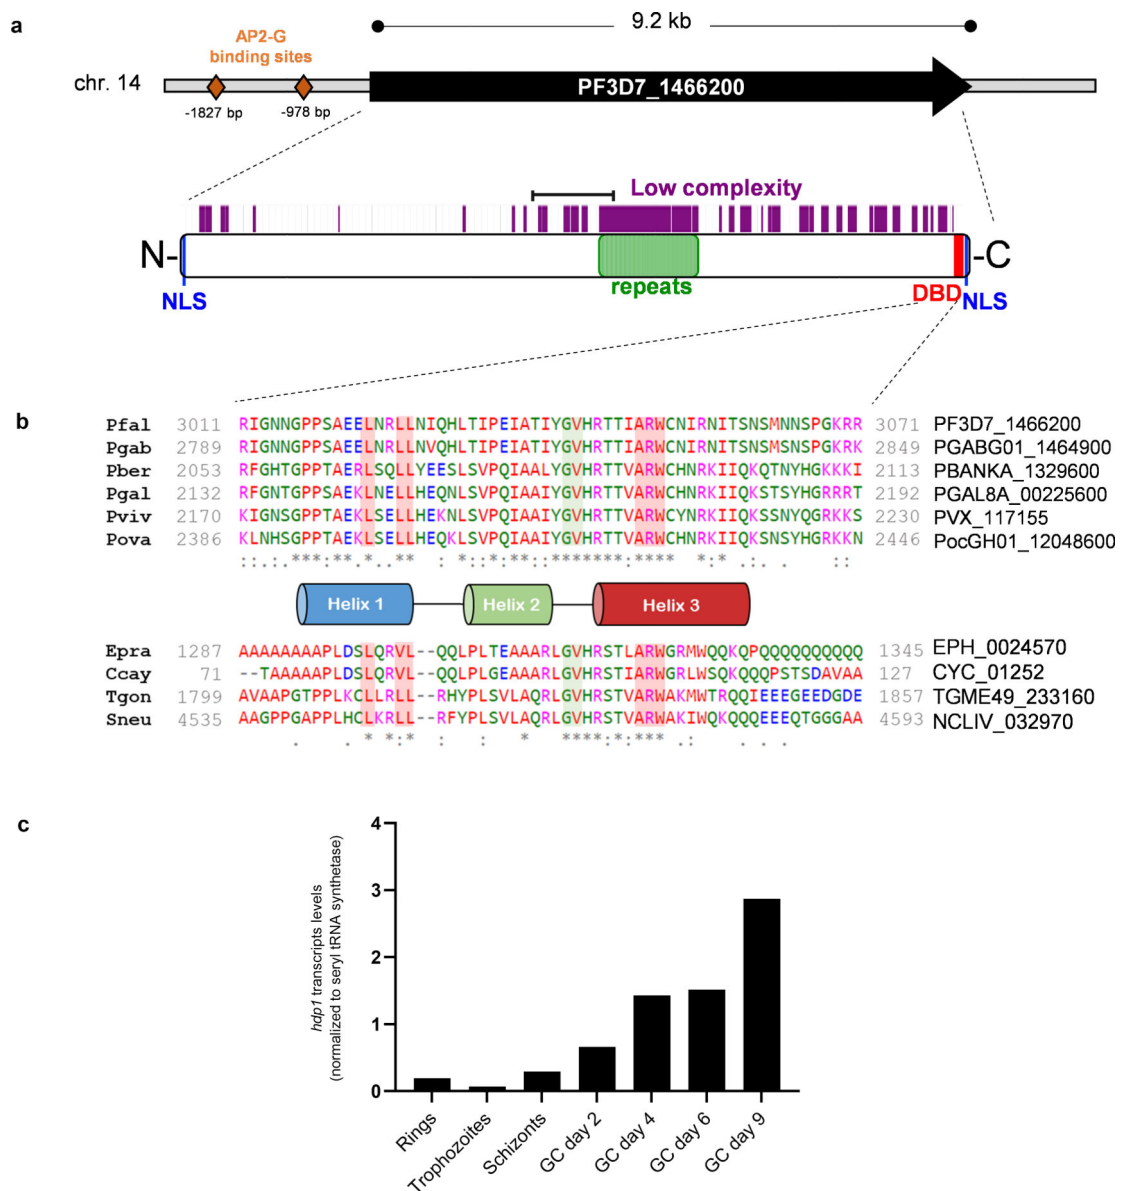 a
9.2 kb
AP2-G
binding sites
chr. 14
PF3D7_1466200
-1827 bp
-978 bp
Low complexity
N-
-C
NLS
repeats
DBD
NLS
b
Pfal 3011 RIGNNGPPSAEELNRLLNIQHLTIPEIATIYGVHRTTIARWCNIRNITSNSMNNSPGKRR 3071 PF3D7_1466200
Pgab 2789 RIGNNGPPSAEELNRLLNVQHLTIPEIATIYGVHRTTIARWCNIRNITSNSMSNSPGKRK 2849 PGABG01_1464900
Pber 2053 RFGHTGPPTAERLSQLLYEESLSVPQIAALYGVHRTTVARWCHNRKIIQKQTNYHGKKKI 2113 PBANKA_1329600
Pgal 2132 RFGNTGPPSAEKLNELLHEQNLSVPQIAAIYGVHRTTVARWCHNRKIIQKSTSYHGRRRT 2192 PGAL8A_00225600
Pviv 2170 KIGNSGPPTAEKLSELLHEKNLSVPQIAAIYGVHRTTVARWCYNRKIIQKSSNYQGRKKS 2230 PVX_117155
Pova 2386 KLNHSGPPTAEKLSELLHEQKLSVPQIAAIYGVHRTTVARWCHNRKIIQKSNSYHGRKKN 2446 PocGH01_12048600
::.:.***:**.*..** : *:*:**:**:********:**** *:* :.: . ::
Helix 1
Helix 2
Helix 3
Epra 1287 AAAAAAAAPLDSLQRVL--QQLPLTEAAARLGVHRSTLARWGRMWQQKQPQQQQQQQQQQ 1345 EPH_0024570
Ccay 71 --TAAAAAPLDSLQRVL--QQLPLGEAAARLGVHRSTLARWGRLWSQKQQQPSTSDAVAA 127 CYC_01252
Tgon 1799 AVAAPGTPPLKCLLRLL--RHYPLSVLAQRLGVHRSTVARWAKMWTRQQIEEEGEEDGDE 1857 TGME49_233160
Sneu 4535 AAGPPGAPPLHCLKRLL--RFYPLSVLAQRLGVHRSTVARWAKIWQKQQQEEEQTGGGAA 4593 NCLIV_032970
. . * *:* : : * ****:*:**** .: . . .
c
hdp1 transcripts levels
(normalized to seryl tRNA synthetase)
4
3
2
1
0
Rings
Trophozoites
Schizonts
GC day 2
GC day 4
GC day 6
GC day 9